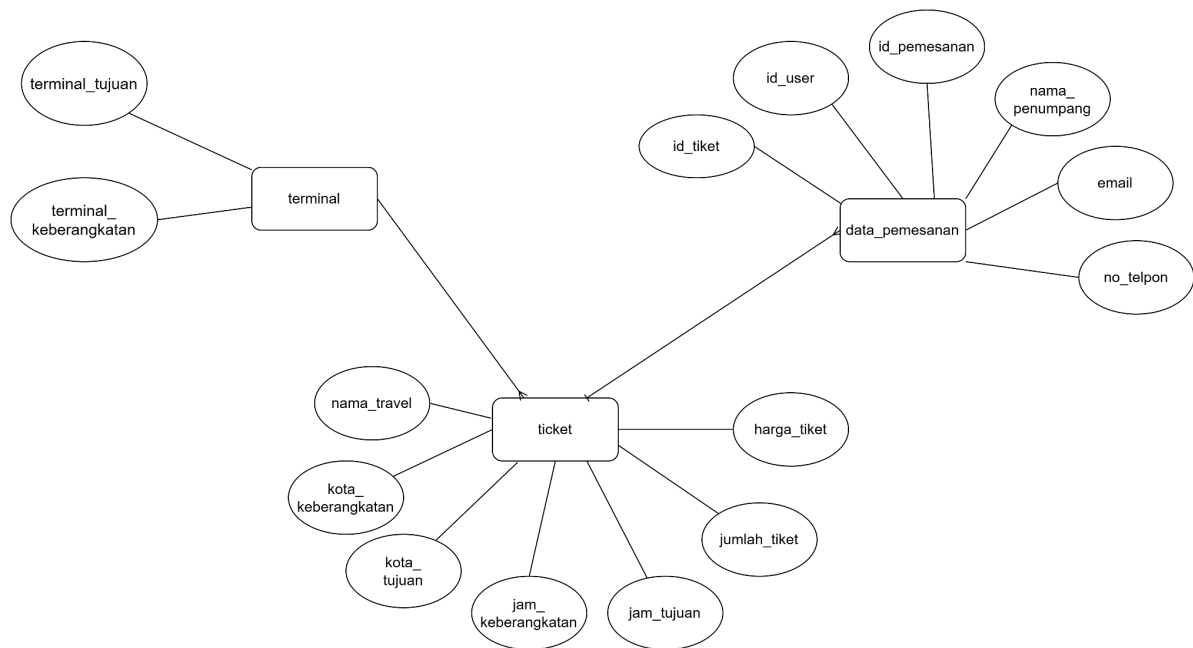 terminal_tujuan
terminal_
keberangkatan
terminal
id_tiket
id_user
id_pemesanan
nama_
penumpang
email
no_telpon
data_pemesanan
nama_travel
kota_
keberangkatan
kota_
tujuan
jam_
keberangkatan
jam_tujuan
jumlah_tiket
harga_tiket
ticket